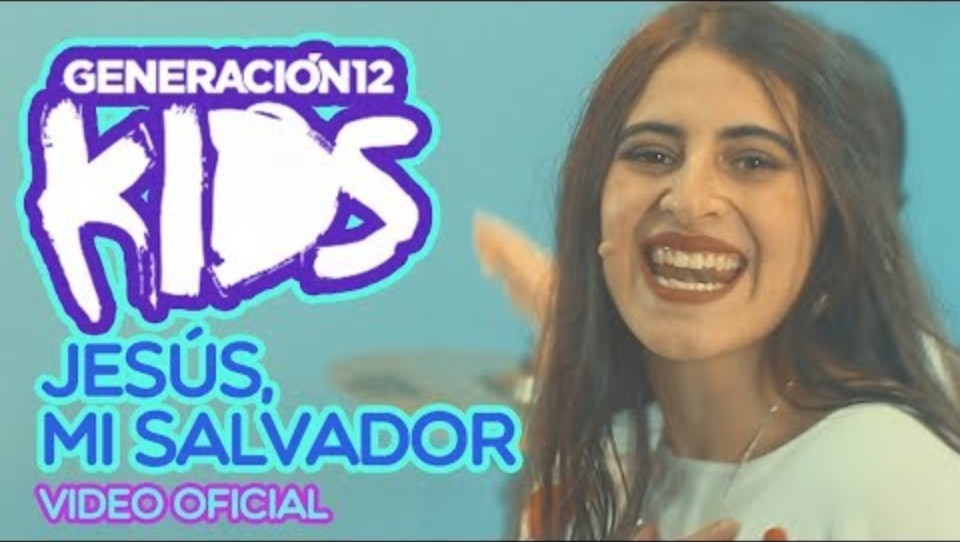 GENERACIÓN12
KIDS
JESÚS,
MI SALVADOR
VIDEO OFICIAL